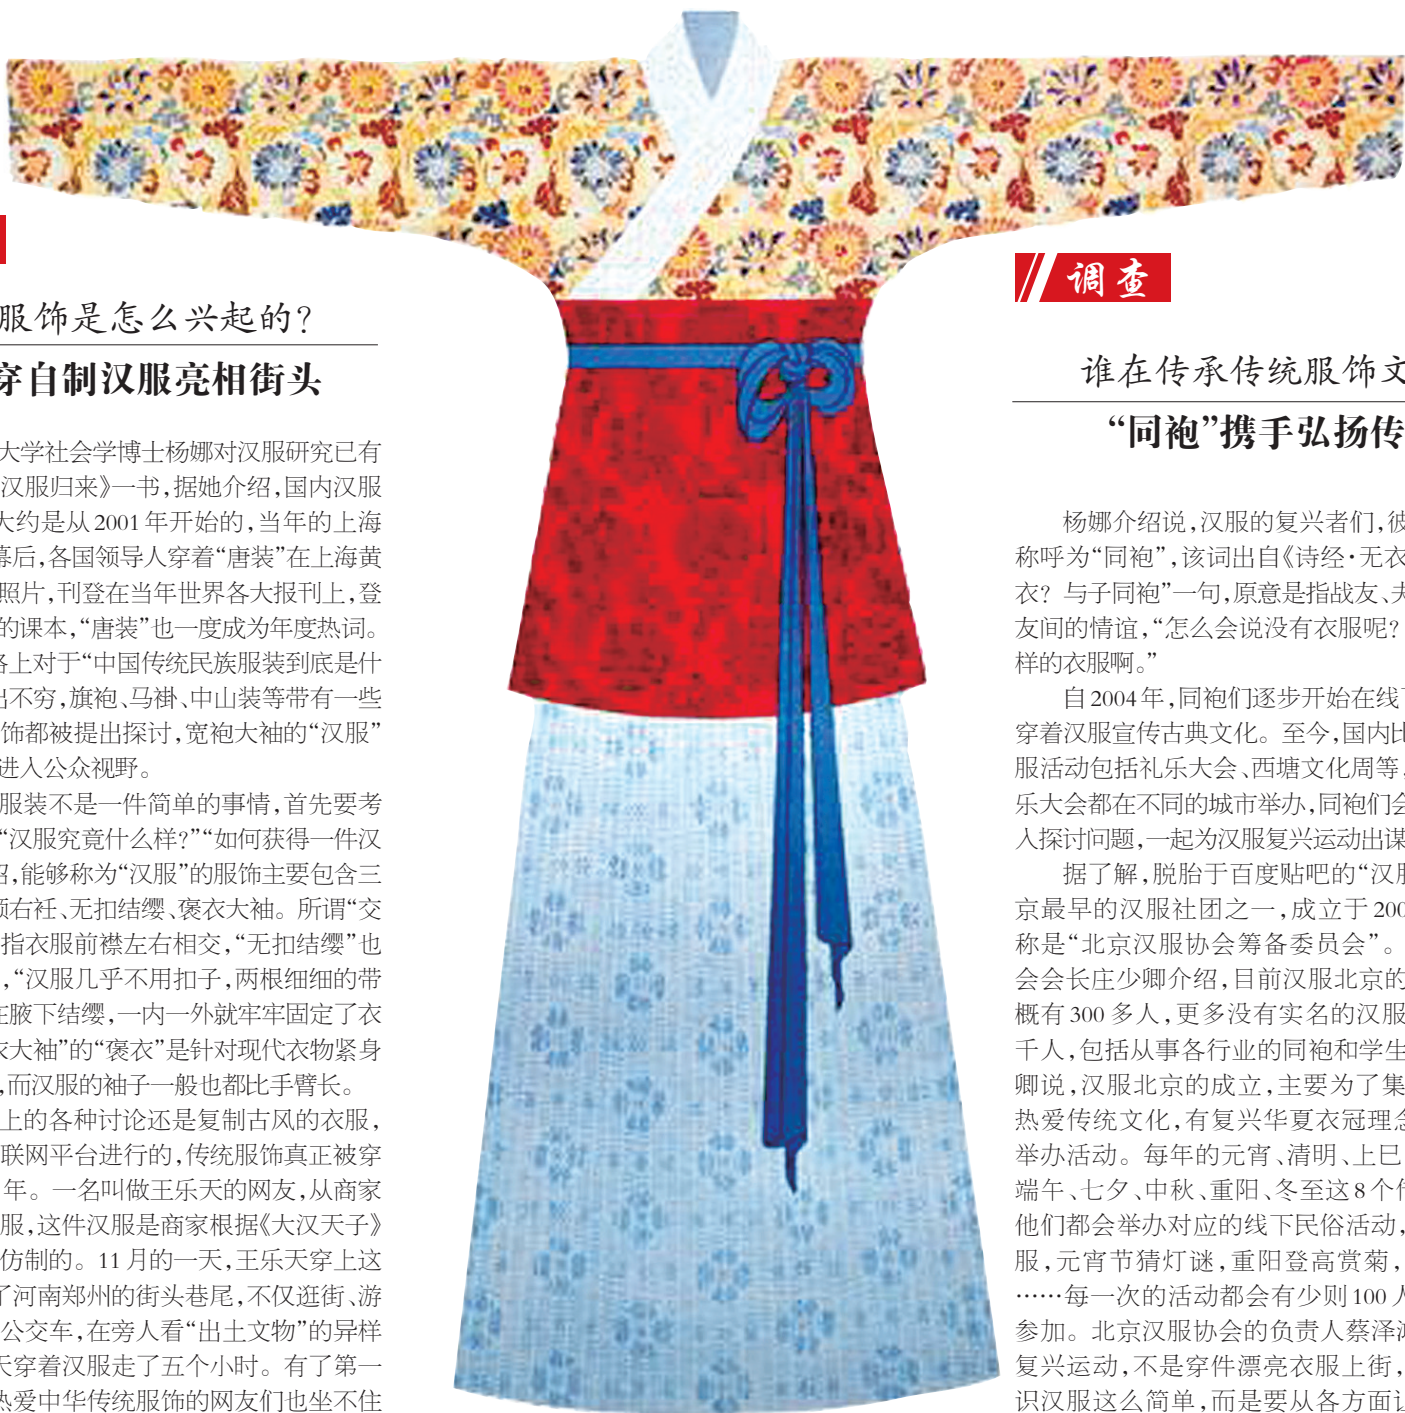 服饰是怎么兴起的?
穿自制汉服亮相街头
大学社会学博士杨娜对汉服研究已有
汉服归来》一书,据她介绍,国内汉服
大约是从2001年开始的,当年的上海
幕后,各国领导人穿着“唐装”在上海黄
照片,刊登在当年世界各大报刊上,登
的课本,“唐装”也一度成为年度热词。
络上对于“中国传统民族服装到底是什
出不穷,旗袍、马褂、中山装等带有一些
饰都被提出探讨,宽袍大袖的“汉服”
进入公众视野。
服装不是一件简单的事情,首先要考
“汉服究竟什么样?”“如何获得一件汉
绍,能够称为“汉服”的服饰主要包含三
领右衽、无扣结缨、褒衣大袖。所谓“交
指衣服前襟左右相交,“无扣结缨”也
,“汉服几乎不用扣子,两根细细的带
在腋下结缨,一内一外就牢牢固定了衣
衣大袖”的“褒衣”是针对现代衣物紧身
,而汉服的袖子一般也都比手臂长。
上的各种讨论还是复制古风的衣服,
联网平台进行的,传统服饰真正被穿
年。一名叫做王乐天的网友,从商家
服,这件汉服是商家根据《大汉天子》
仿制的。11月的一天,王乐天穿上这
了河南郑州的街头巷尾,不仅逛街、游
公交车,在旁人看“出土文物”的异样
天穿着汉服走了五个小时。有了第一
热爱中华传统服饰的网友们也坐不住
调查
谁在传承传统服饰文
“同袍”携手弘扬传
杨娜介绍说,汉服的复兴者们,彼
称呼为“同袍”,该词出自《诗经·无衣
衣?与子同袍”一句,原意是指战友、夫
友间的情谊,“怎么会说没有衣服呢?
样的衣服啊。”
自2004年,同袍们逐步开始在线下
穿着汉服宣传古典文化。至今,国内比
服活动包括礼乐大会、西塘文化周等,
乐大会都在不同的城市举办,同袍们会
入探讨问题,一起为汉服复兴运动出谋
据了解,脱胎于百度贴吧的“汉服
京最早的汉服社团之一,成立于200
称是“北京汉服协会筹备委员会”。
会会长庄少卿介绍,目前汉服北京的
概有300多人,更多没有实名的汉服
千人,包括从事各行业的同袍和学生
卿说,汉服北京的成立,主要为了集
热爱传统文化,有复兴华夏衣冠理念
举办活动。每年的元宵、清明、上巳
端午、七夕、中秋、重阳、冬至这8个传
他们都会举办对应的线下民俗活动,
服,元宵节猜灯谜,重阳登高赏菊,
……每一次的活动都会有少则100人
参加。北京汉服协会的负责人蔡泽鸿
复兴运动,不是穿件漂亮衣服上街,
识汉服这么简单,而是要从各方面让